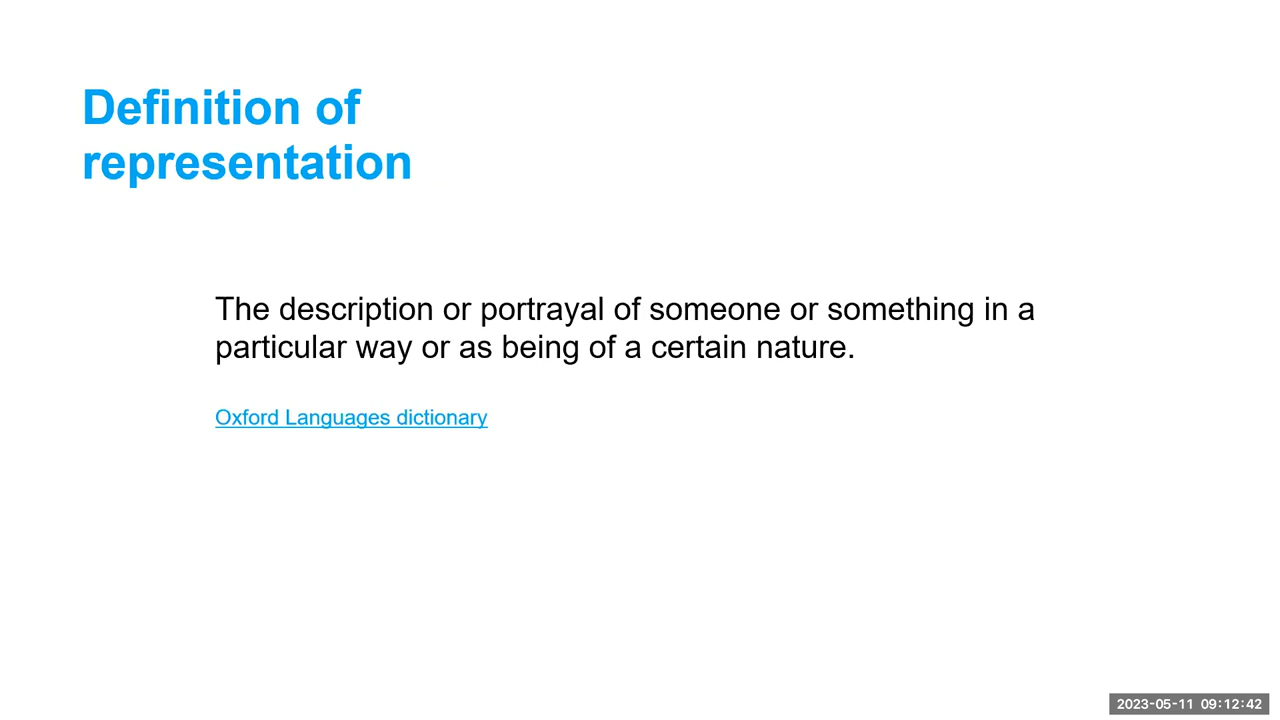 Definition of
representation
The description or portrayal of someone or something in a
particular way or as being of a certain nature.
Oxford Languages dictionary
2023-05-11 09:12:42